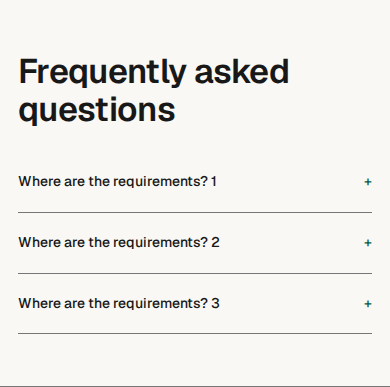 Frequently asked
questions
Where are the requirements? 1 +
Where are the requirements? 2 +
Where are the requirements? 3 +